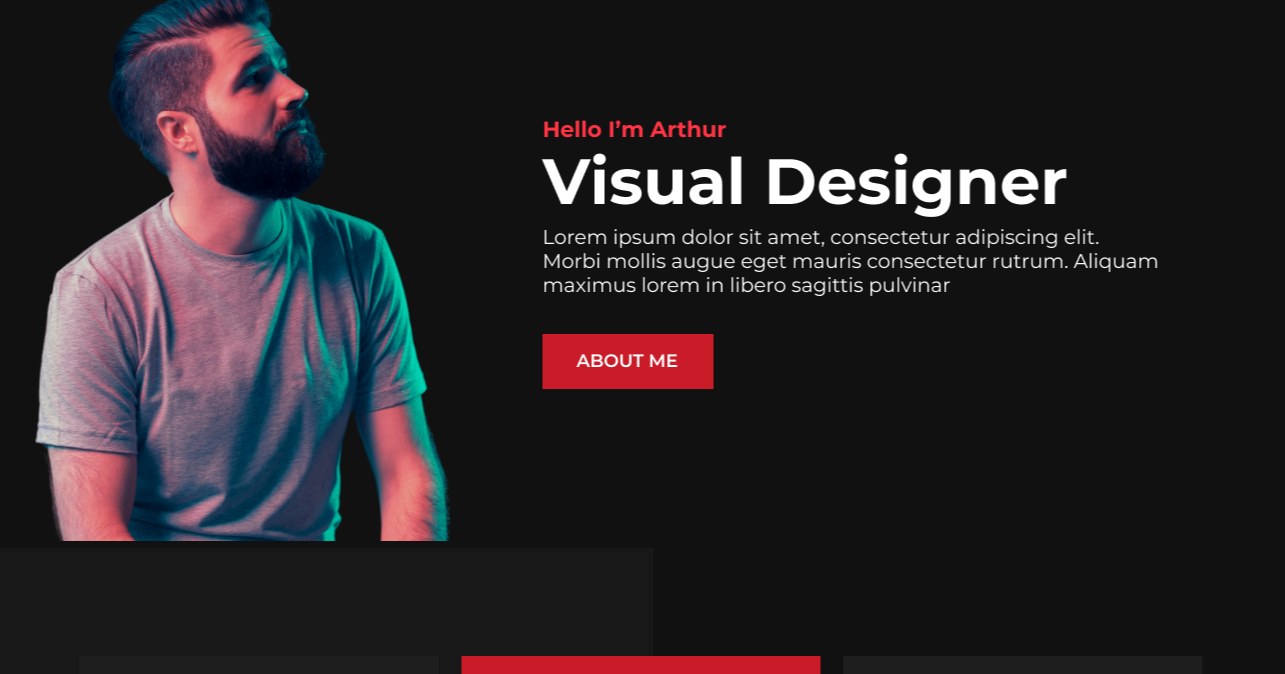 Hello I’m Arthur
Visual Designer
Lorem ipsum dolor sit amet, consectetur adipiscing elit.
Morbi mollis augue eget mauris consectetur rutrum. Aliquam
maximus lorem in libero sagittis pulvinar
ABOUT ME